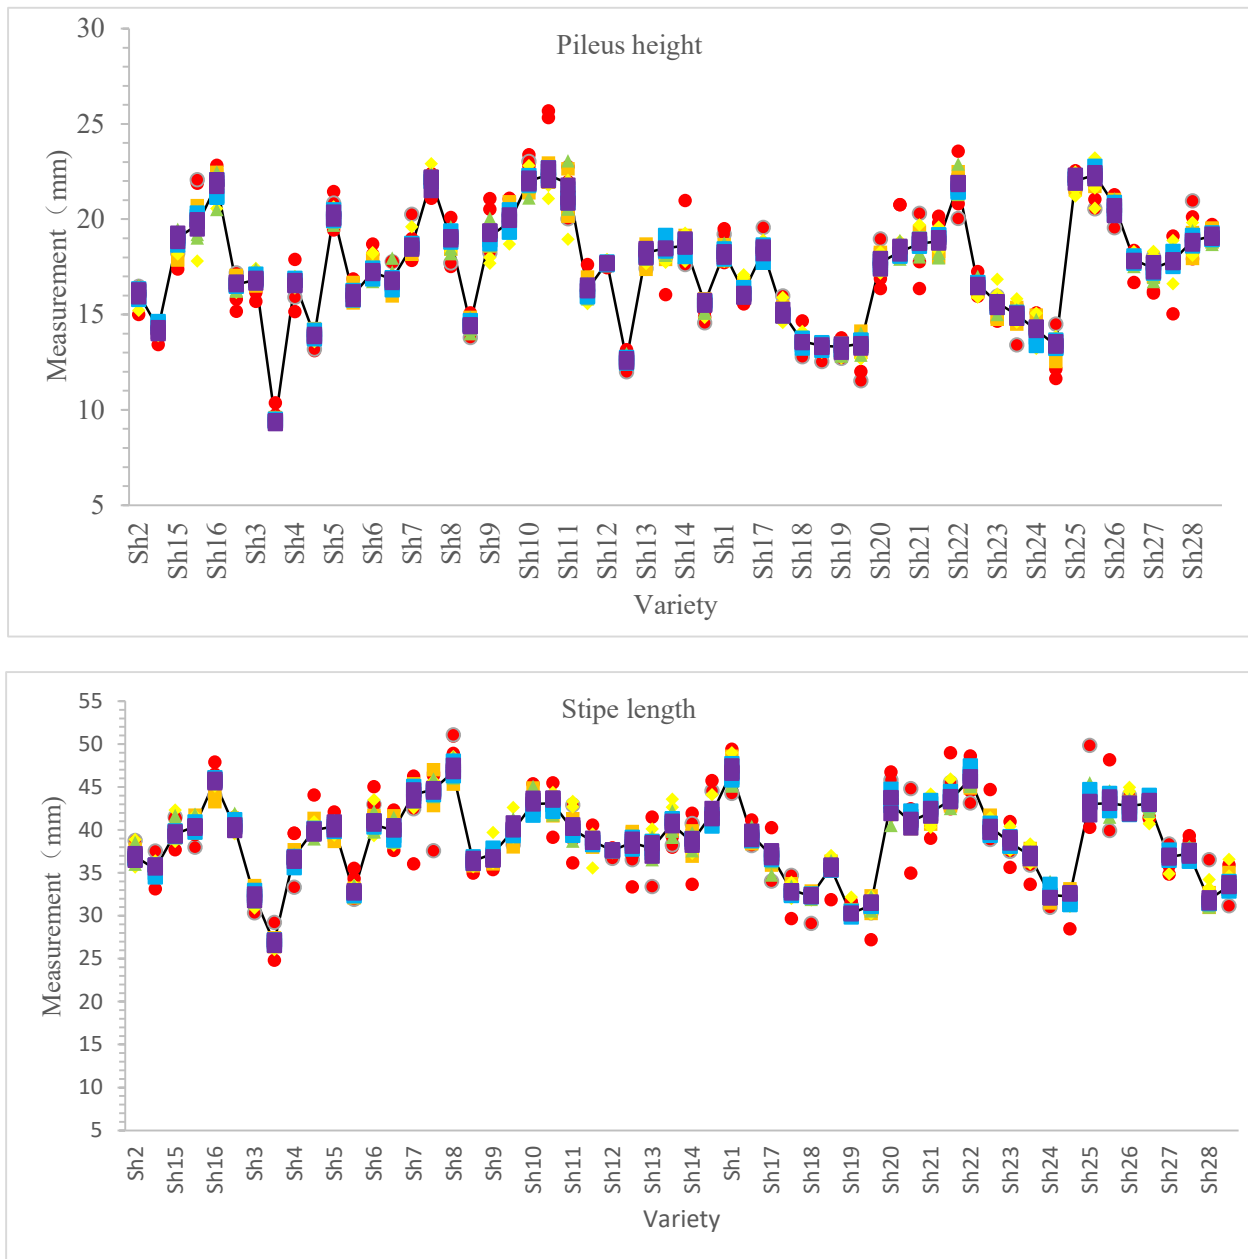 Pileus height
30
25
20
15
10
5
Measurement（mm）
Sh2 Sh15 Sh16 Sh3 Sh4 Sh5 Sh6 Sh7 Sh8 Sh9 Sh10 Sh11 Sh12 Sh13 Sh14 Sh1 Sh17 Sh18 Sh19 Sh20 Sh21 Sh22 Sh23 Sh24 Sh25 Sh26 Sh27 Sh28
Variety
Stipe length
55
50
45
40
35
30
25
20
15
10
5
Measurement（mm）
Sh2 Sh15 Sh16 Sh3 Sh4 Sh5 Sh6 Sh7 Sh8 Sh9 Sh10 Sh11 Sh12 Sh13 Sh14 Sh1 Sh17 Sh18 Sh19 Sh20 Sh21 Sh22 Sh23 Sh24 Sh25 Sh26 Sh27 Sh28
Variety